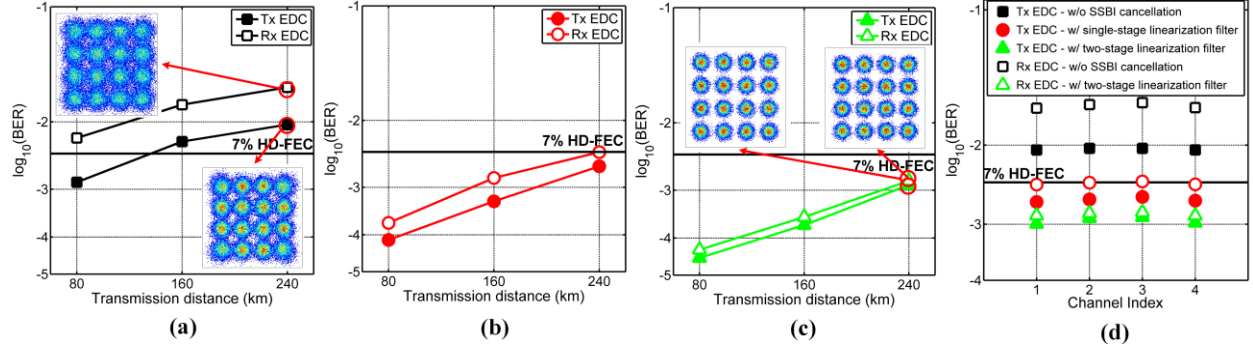 -1
-2
-3
-4
-5
log10(BER)
Tx EDC
Rx EDC
7% HD-FEC
80
160
240
Transmission distance (km)
(a)
-1
-2
-3
-4
-5
log10(BER)
Tx EDC
Rx EDC
7% HD-FEC
80
160
240
Transmission distance (km)
(b)
-1
-2
-3
-4
-5
log10(BER)
Tx EDC
Rx EDC
7% HD-FEC
80
160
240
Transmission distance (km)
(c)
-1
-2
-3
-4
log10(BER)
Tx EDC - w/o SSBI cancellation
Tx EDC - w/ single-stage linearization filter
Tx EDC - w/ two-stage linearization filter
Rx EDC - w/o SSBI cancellation
Rx EDC - w/ two-stage linearization filter
7% HD-FEC
1
2
3
4
Channel Index
(d)